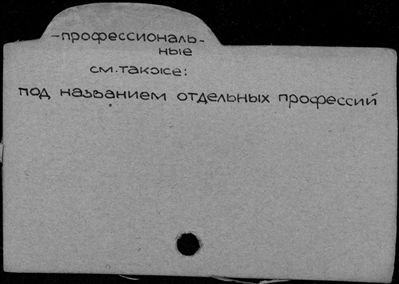 -профессиональ-
ные
см. также:
под названием отдельных профессий